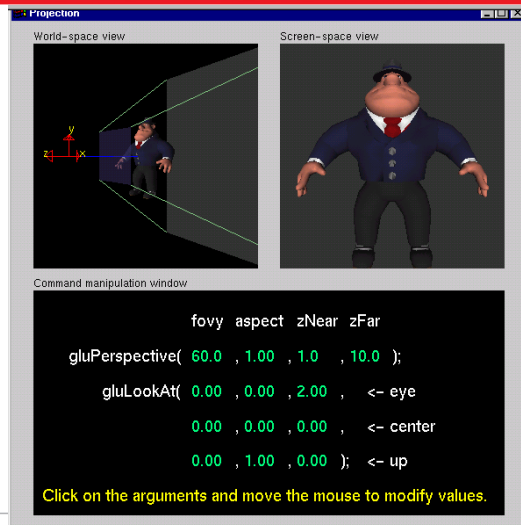 Projection
World-space view
Screen-space view
y
z
x
Command manipulation window
fovy aspect zNear zFar
gluPerspective( 60.0 , 1.00 , 1.0 , 10.0 );
gluLookAt( 0.00 , 0.00 , 2.00 , <- eye
0.00 , 0.00 , 0.00 , <- center
0.00 , 1.00 , 0.00 ); <- up
Click on the arguments and move the mouse to modify values.